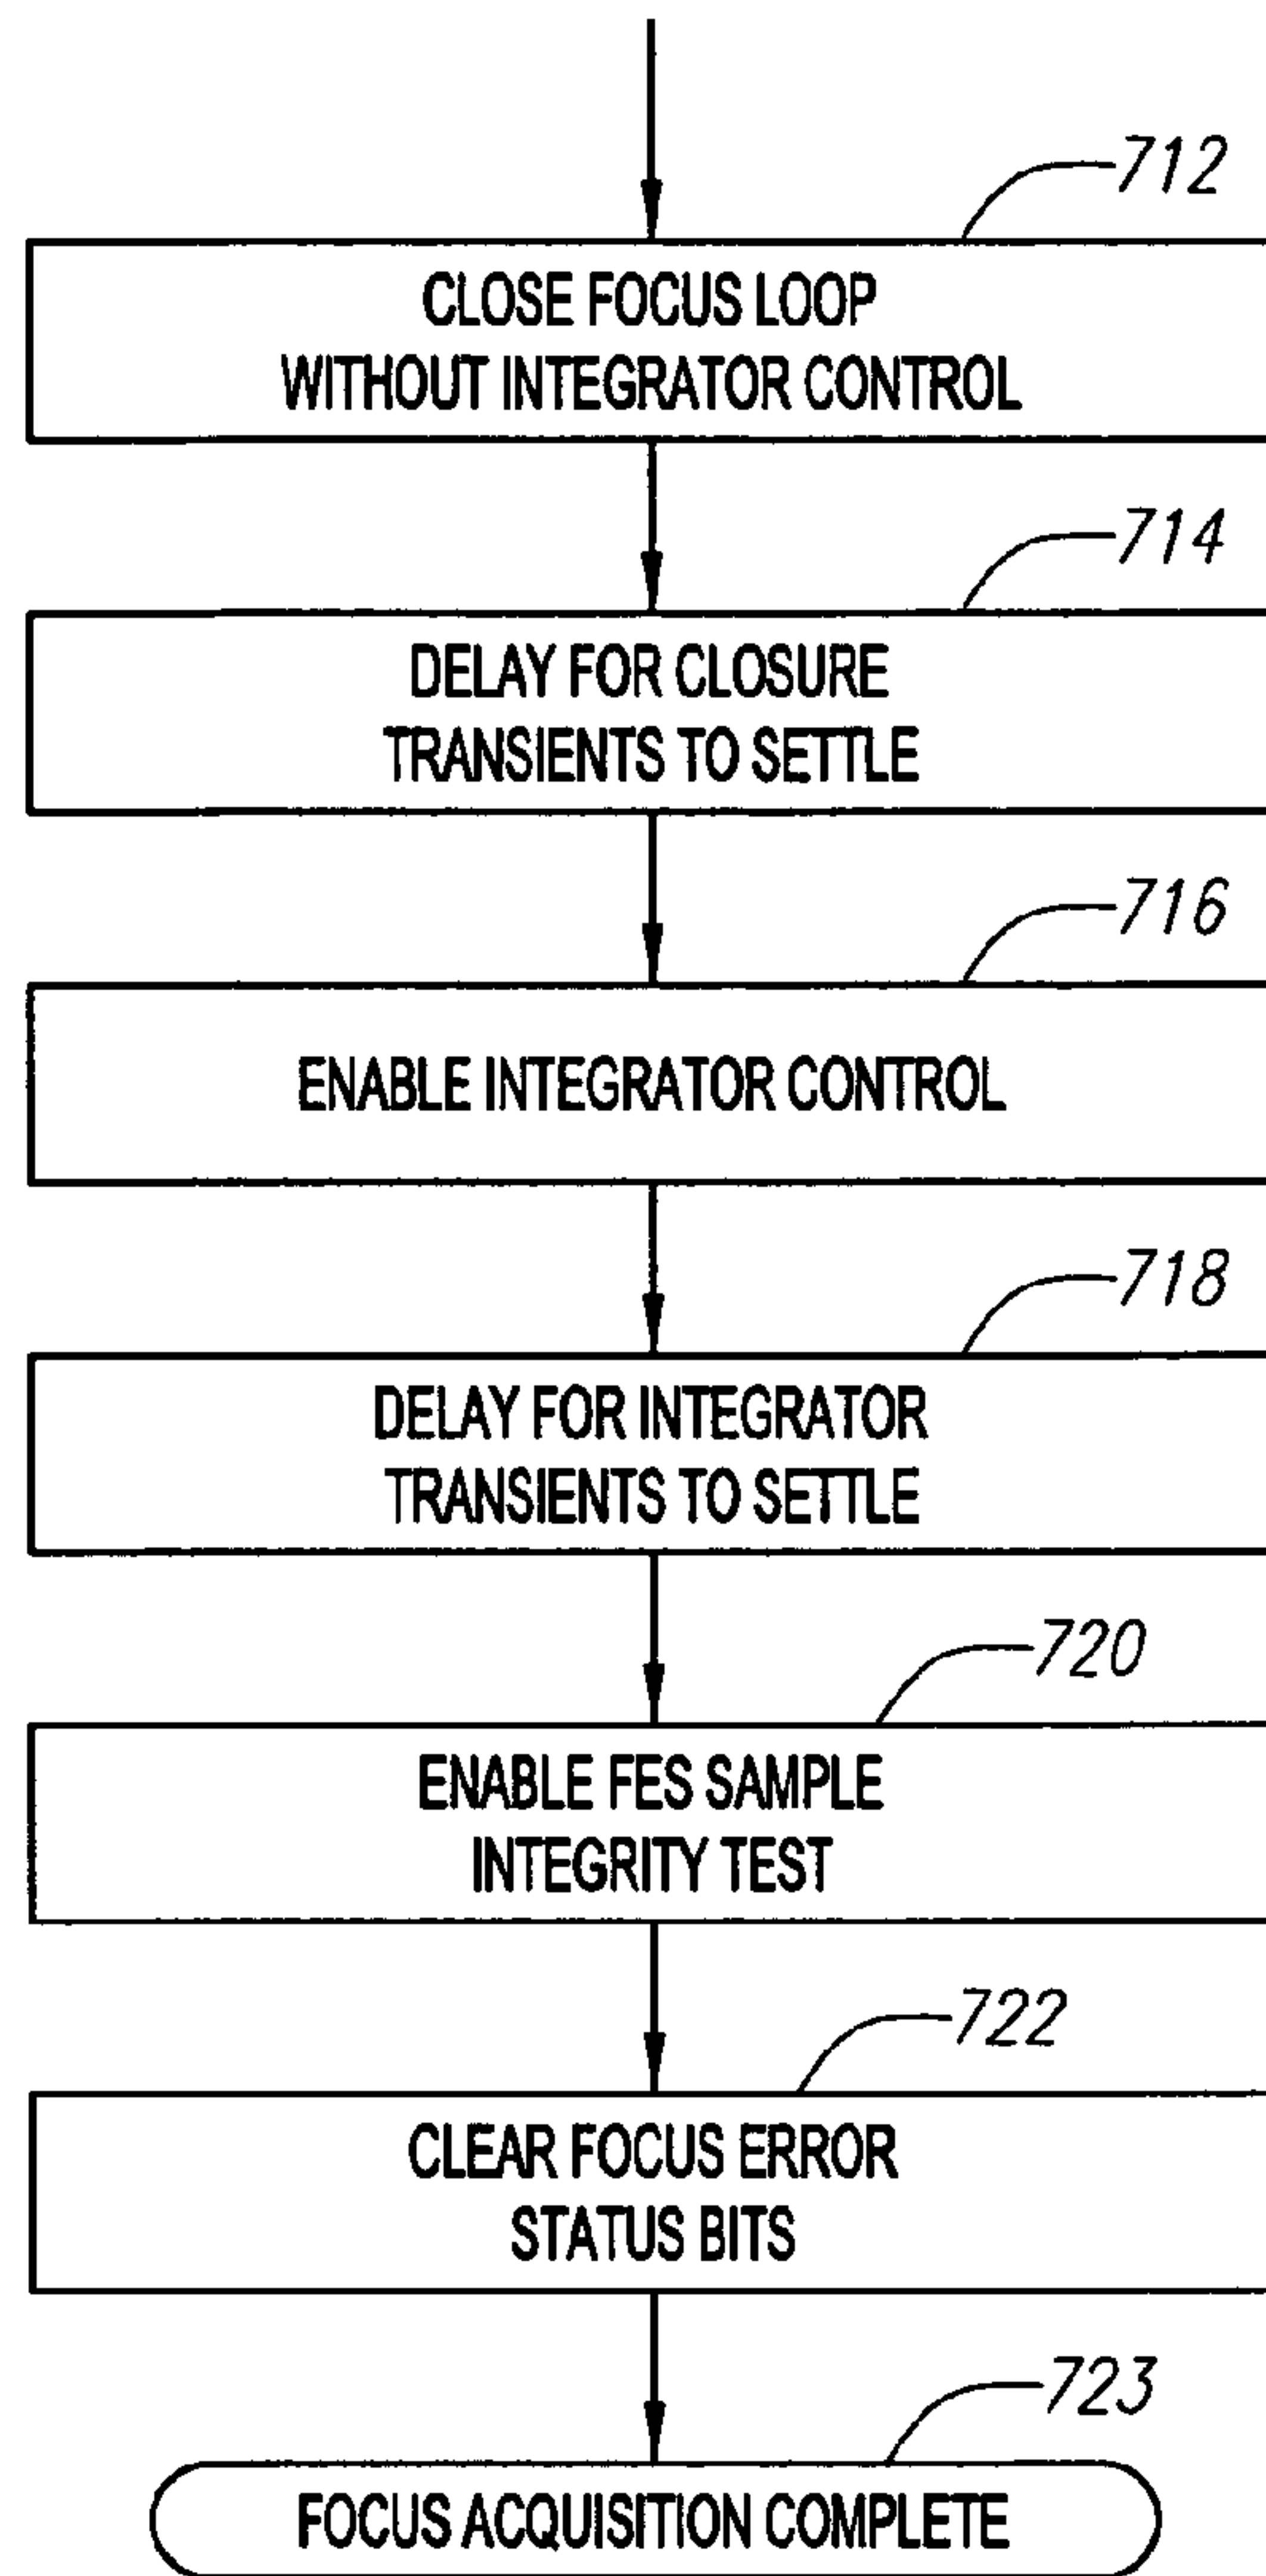 712
CLOSE FOCUS LOOP
WITHOUT INTEGRATOR CONTROL
714
DELAY FOR CLOSURE
TRANSIENTS TO SETTLE
716
ENABLE INTEGRATOR CONTROL
718
DELAY FOR INTEGRATOR
TRANSIENTS TO SETTLE
720
ENABLE FES SAMPLE
INTEGRITY TEST
722
CLEAR FOCUS ERROR
STATUS BITS
723
FOCUS ACQUISITION COMPLETE